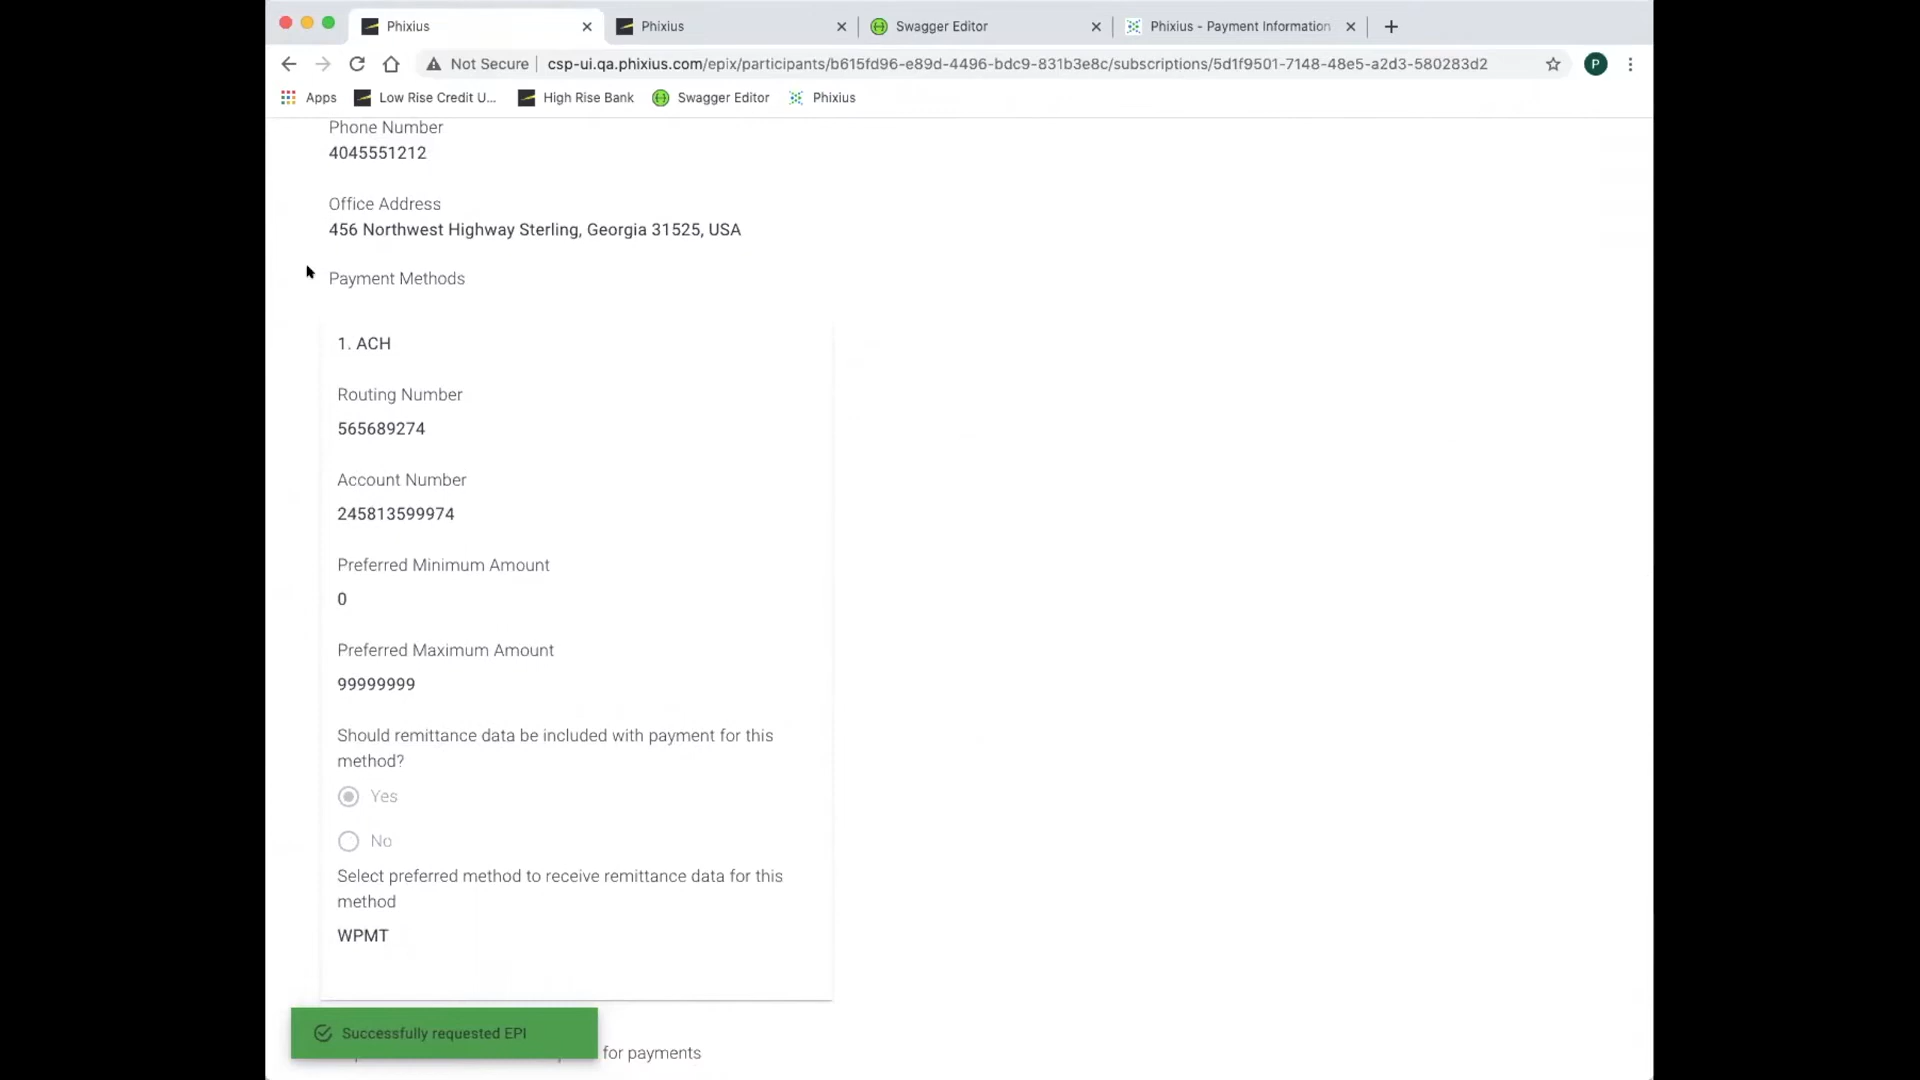 Phixius
Phixius
Swagger Editor
Phixius - Payment Information
Not Secure
csp-ui.qa.phixius.com/epix/participants/b615fd96-e89d-4496-bdc9-831b3e8c/subscriptions/5d1f9501-7148-48e5-a2d3-580283d2
P
Apps
Low Rise Credit U...
High Rise Bank
Swagger Editor
Phixius
Phone Number
4045551212
Office Address
456 Northwest Highway Sterling, Georgia 31525, USA
Payment Methods
1. ACH
Routing Number
565689274
Account Number
245813599974
Preferred Minimum Amount
0
Preferred Maximum Amount
99999999
Should remittance data be included with payment for this
method?
Yes
No
Select preferred method to receive remittance data for this
method
WPMT
Successfully requested EPI
for payments